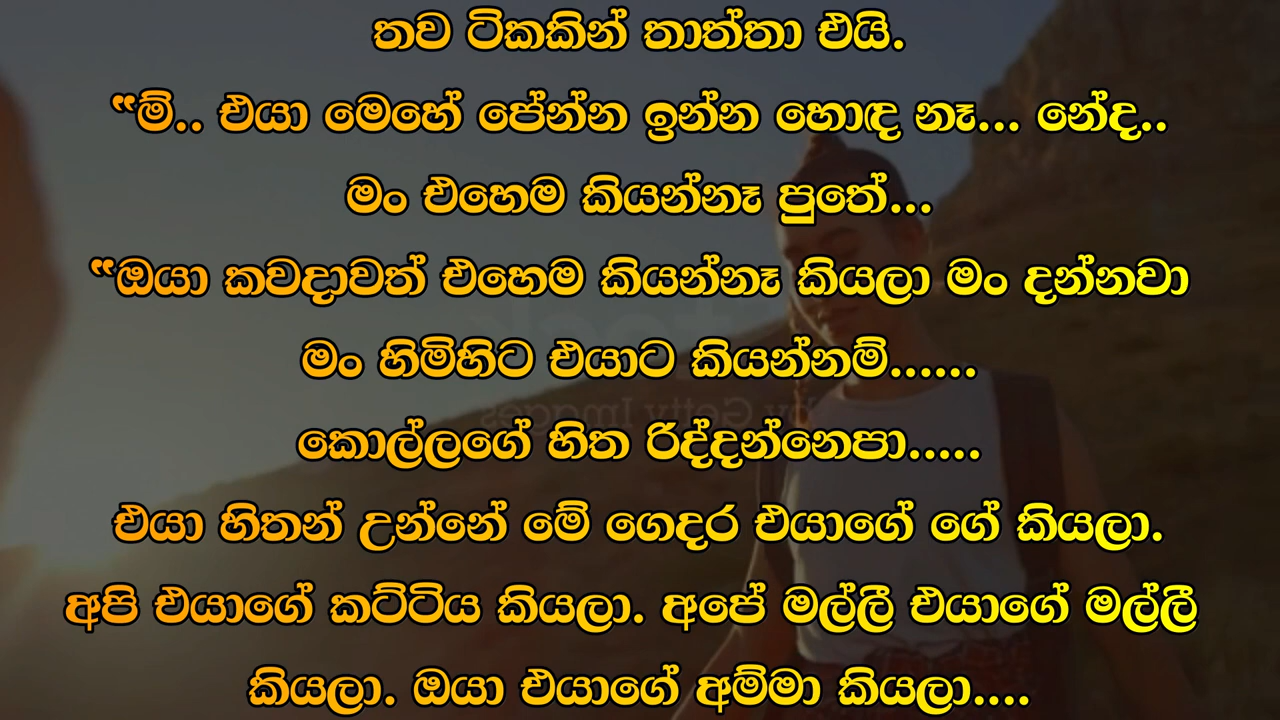 තව ටිකකින් තාත්තා එයි.
“ම්.. එයා මෙහේ පේන්න ඉන්න හොඳ නෑ... නේද..
මං එහෙම කියන්නෑ පුතේ...
“ඔයා කවදාවත් එහෙම කියන්නෑ කියලා මං දන්නවා
මං හිමිහිට එයාට කියන්නම්......
කොල්ලගේ හිත රිද්දන්නෙපා.....
එයා හිතන් උන්නේ මේ ගෙදර එයාගේ ගේ කියලා.
අපි එයාගේ කට්ටිය කියලා. අපේ මල්ලී එයාගේ මල්ලී
කියලා. ඔයා එයාගේ අම්මා කියලා....